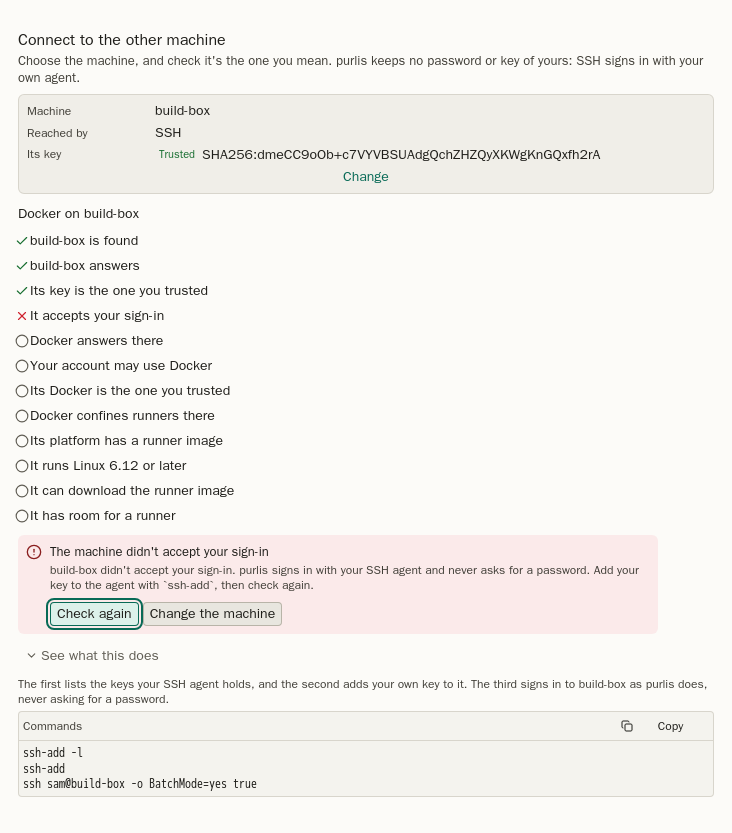 Connect to the other machine
Choose the machine, and check it's the one you mean. purlis keeps no password or key of yours: SSH signs in with your
own agent.
Machine build-box
Reached by SSH
Its key Trusted SHA256:dmeCC9oOb+c7VYVBSUAdgQchZHZQyXKWgKnGQxfh2rA
Change
Docker on build-box
build-box is found
build-box answers
Its key is the one you trusted
It accepts your sign-in
Docker answers there
Your account may use Docker
Its Docker is the one you trusted
Docker confines runners there
Its platform has a runner image
It runs Linux 6.12 or later
It can download the runner image
It has room for a runner
The machine didn't accept your sign-in
build-box didn't accept your sign-in. purlis signs in with your SSH agent and never asks for a password. Add your
key to the agent with `ssh-add`, then check again.
Check again Change the machine
See what this does
The first lists the keys your SSH agent holds, and the second adds your own key to it. The third signs in to build-box as purlis does,
never asking for a password.
Commands Copy
ssh-add -l
ssh-add
ssh sam@build-box -o BatchMode=yes true